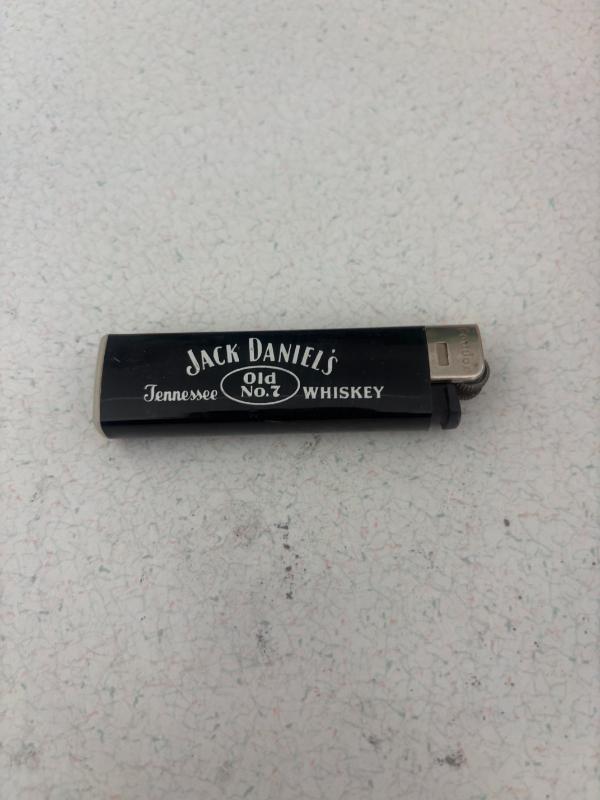 JACK DANIEL'S
Old
No.7
Tennessee WHISKEY